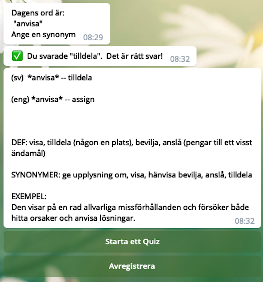 Dagens ord är:
"anvisa"
Ange en synonym
08:29
✅ Du svarade "tilldela". Det är rätt svar!
08:32
(sv) *anvisa* -- tilldela
(eng) *anvisa* -- assign
DEF: visa, tilldela (någon en plats), bevilja, anslå (pengar till ett visst
ändamål)
SYNONYMER: ge upplysning om, visa, hänvisa bevilja, anslå, tilldela
EXEMPEL:
Den visar på en rad allvarliga missförhållanden och försöker både
hitta orsaker och anvisa lösningar.
08:32
Starta ett Quiz
Avregistrera